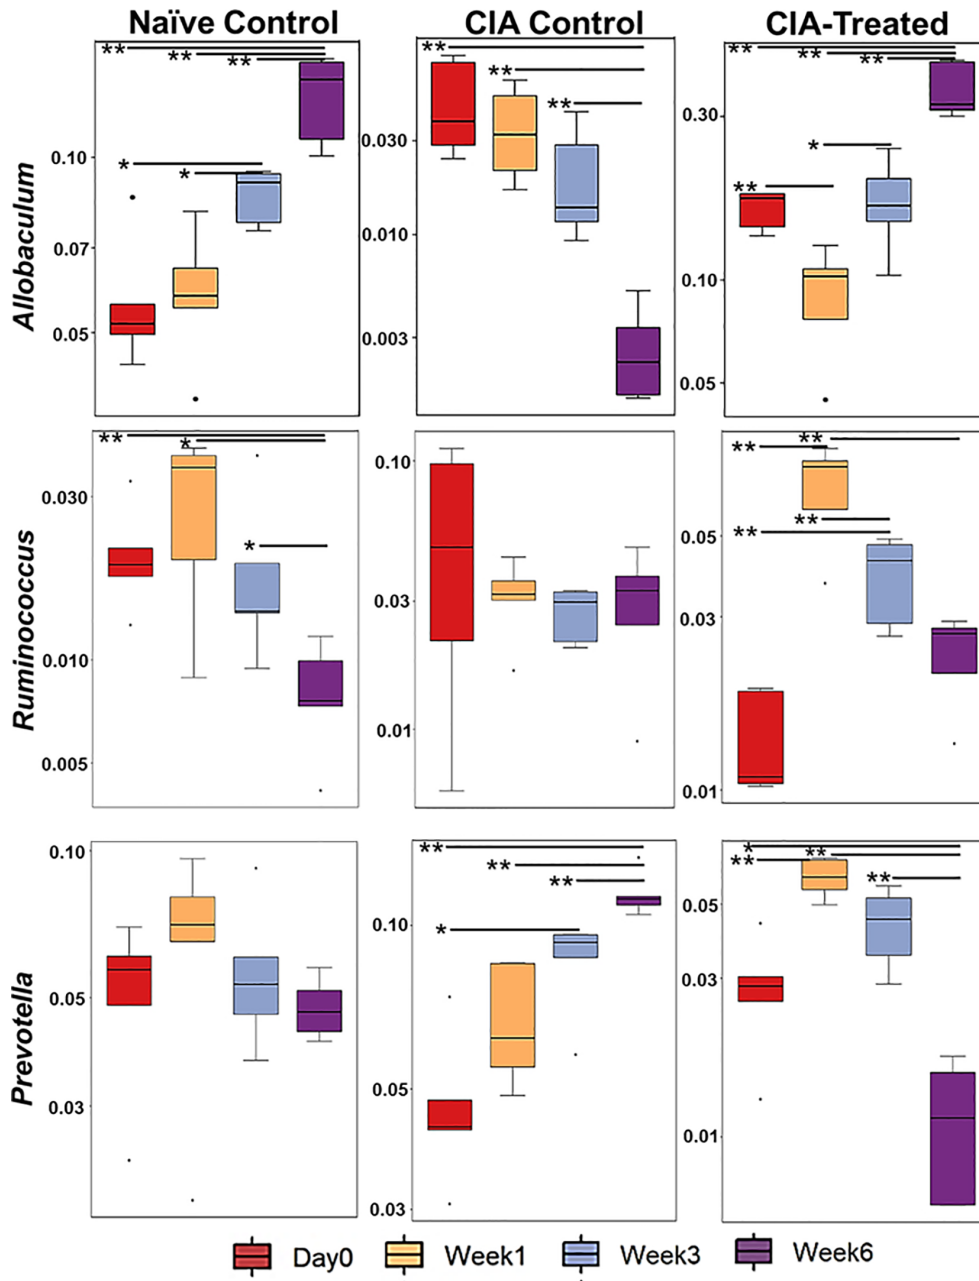 Naïve Control CIA Control CIA-Treated
Allobaculum
** ** ** * *
0.10
0.07
0.05
** ** **
0.030
0.010
0.003
** ** ** * **
0.30
0.10
0.05
Ruminococcus
** * *
0.030
0.010
0.005
0.10
0.03
0.01
** ** ** **
0.05
0.03
0.01
Prevotella
0.10
0.05
0.03
** ** ** *
0.10
0.05
0.03
* ** ** **
0.05
0.03
0.01
Day0 Week1 Week3 Week6